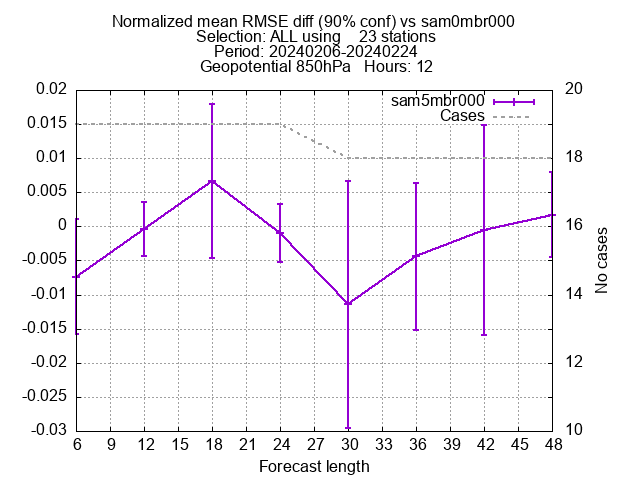 Normalized mean RMSE diff (90% conf) vs sam0mbr000
Selection: ALL using    23 stations
Period: 20240206-20240224
Geopotential 850hPa   Hours: 12
0.02
0.015
0.01
0.005
0
-0.005
-0.01
-0.015
-0.02
-0.025
-0.03
sam5mbr000
Cases
20
18
16
14
12
10
No cases
6 9 12 15 18 21 24 27 30 33 36 39 42 45 48
Forecast length